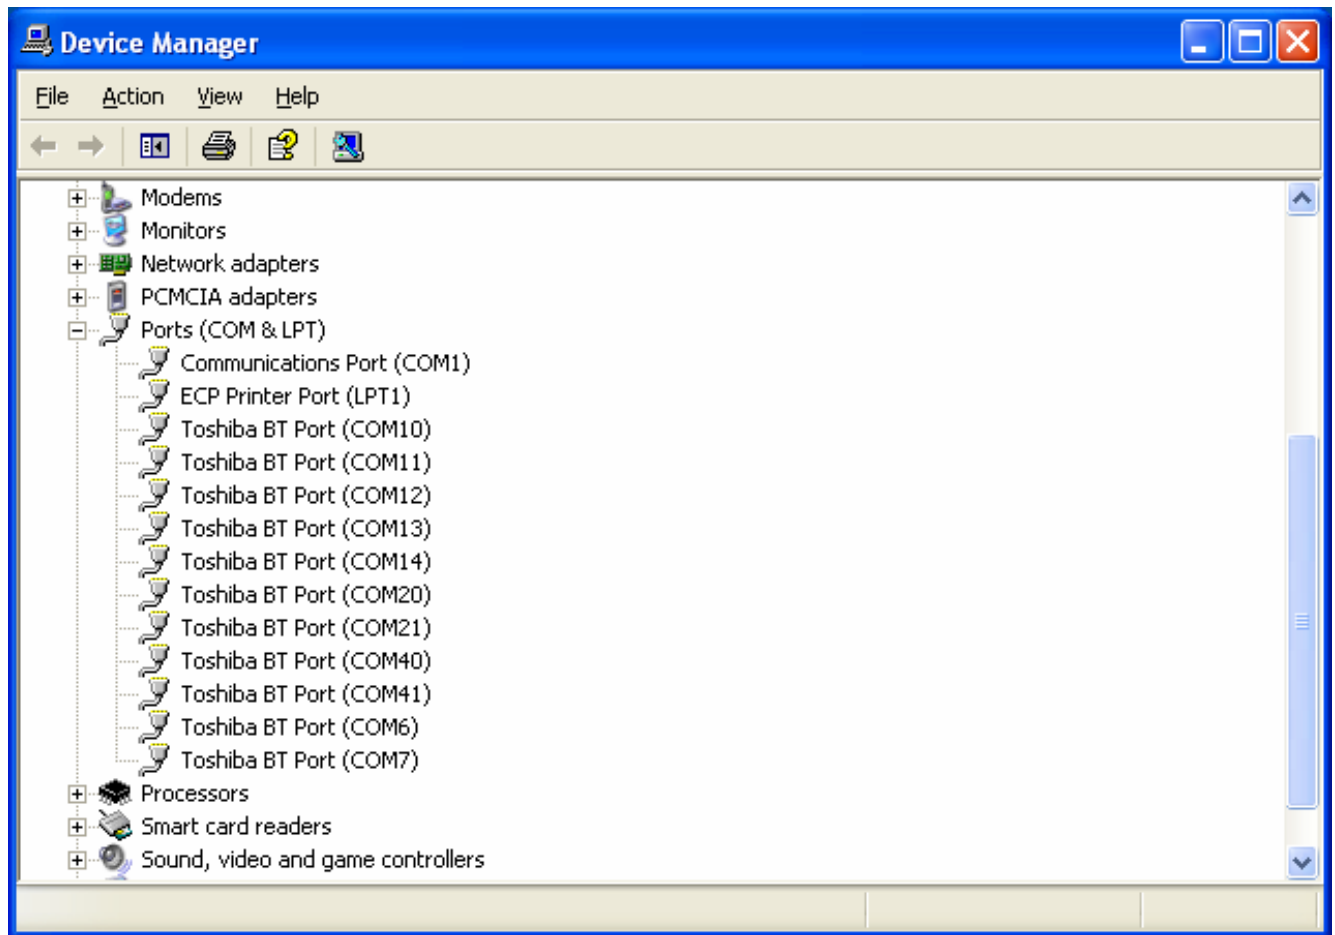 Device Manager
File Action View Help
Modems
Monitors
Network adapters
PCMCIA adapters
Ports (COM & LPT)
Communications Port (COM1)
ECP Printer Port (LPT1)
Toshiba BT Port (COM10)
Toshiba BT Port (COM11)
Toshiba BT Port (COM12)
Toshiba BT Port (COM13)
Toshiba BT Port (COM14)
Toshiba BT Port (COM20)
Toshiba BT Port (COM21)
Toshiba BT Port (COM40)
Toshiba BT Port (COM41)
Toshiba BT Port (COM6)
Toshiba BT Port (COM7)
Processors
Smart card readers
Sound, video and game controllers